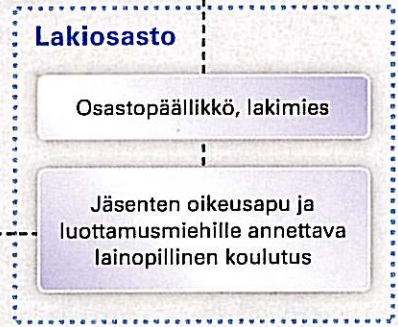 Lakiosasto
Osastopäällikkö, lakimies
Jäsenten oikeusapu ja
luottamusmiehille annettava
lainopillinen koulutus